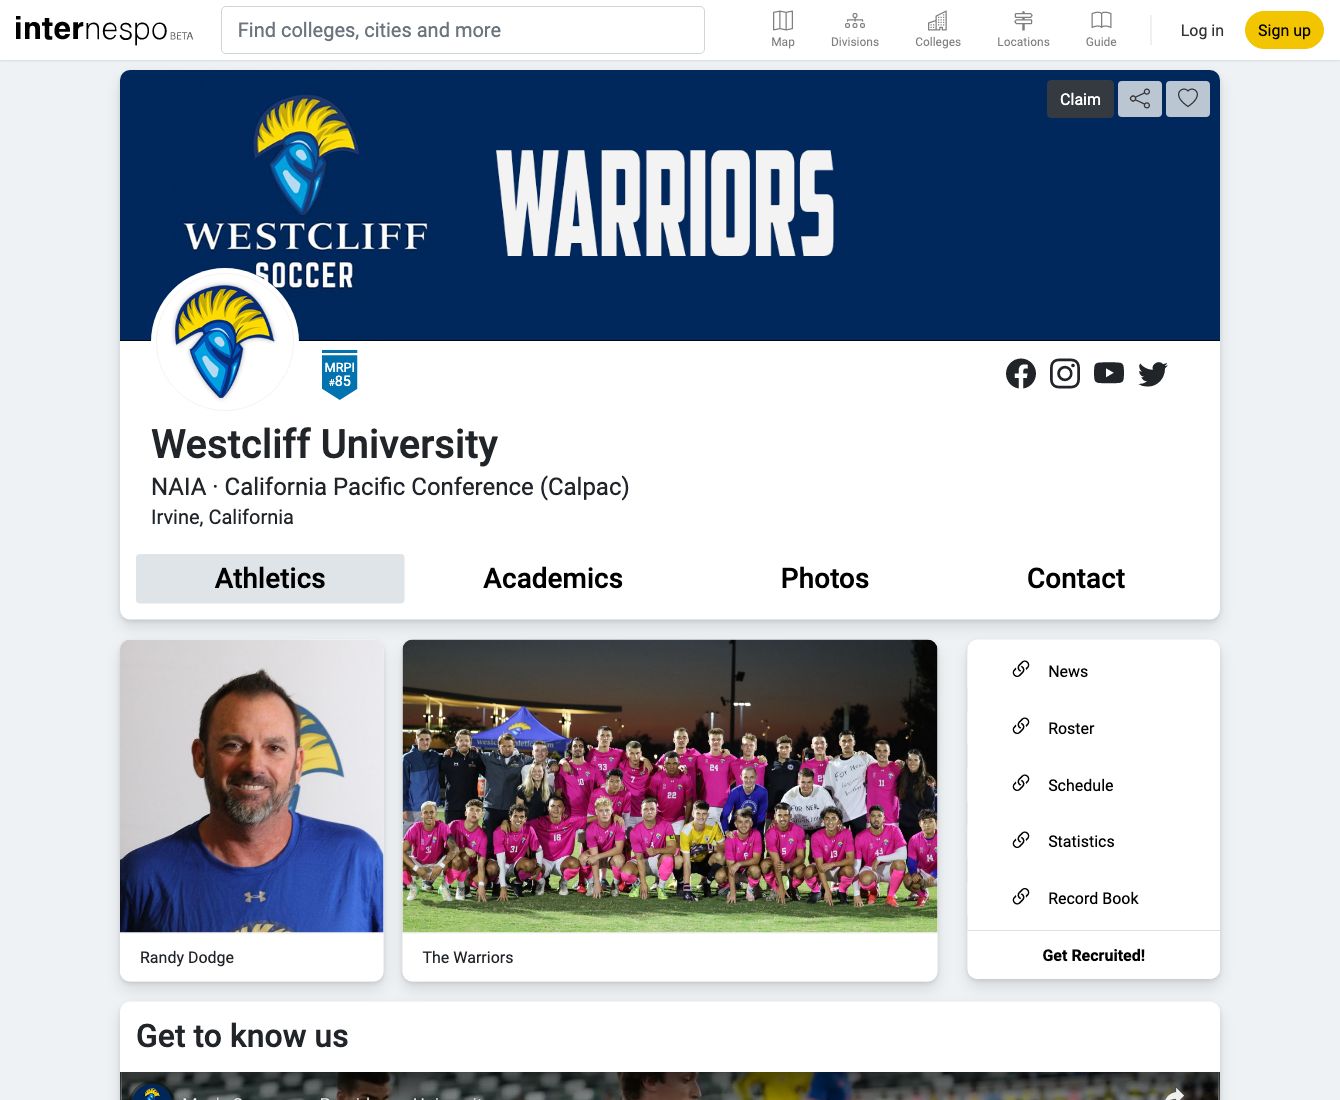 internespo BETA
Find colleges, cities and more
Map
Divisions
Colleges
Locations
Guide
Log in
Sign up
Claim
WESTCLIFF
SOCCER
WARRIORS
MRPI
#85
Westcliff University
NAIA · California Pacific Conference (Calpac)
Irvine, California
Athletics
Academics
Photos
Contact
Randy Dodge
The Warriors
News
Roster
Schedule
Statistics
Record Book
Get Recruited!
Get to know us